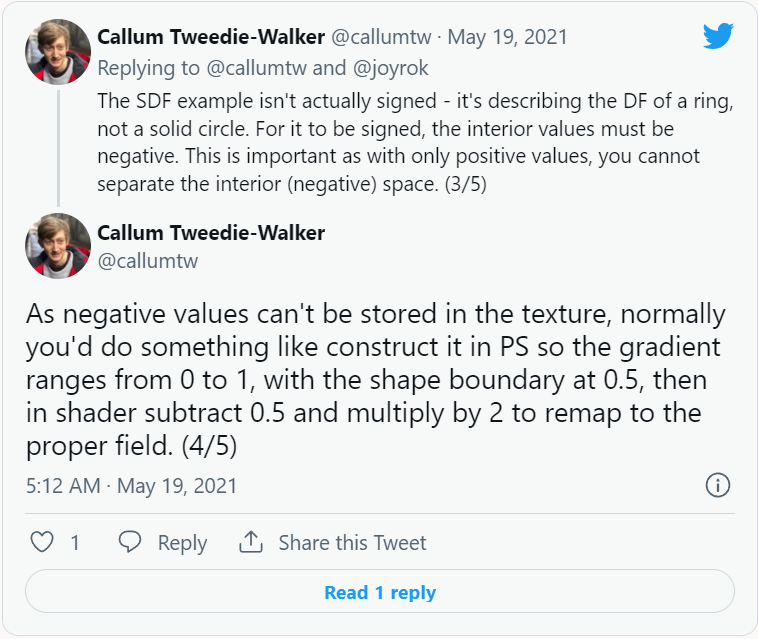 Callum Tweedie-Walker @callumtw · May 19, 2021
Replying to @callumtw and @joyrok
The SDF example isn't actually signed - it's describing the DF of a ring,
not a solid circle. For it to be signed, the interior values must be
negative. This is important as with only positive values, you cannot
separate the interior (negative) space. (3/5)
Callum Tweedie-Walker
@callumtw
As negative values can't be stored in the texture, normally
you'd do something like construct it in PS so the gradient
ranges from 0 to 1, with the shape boundary at 0.5, then
in shader subtract 0.5 and multiply by 2 to remap to the
proper field. (4/5)
5:12 AM · May 19, 2021
1 Reply Share this Tweet
Read 1 reply